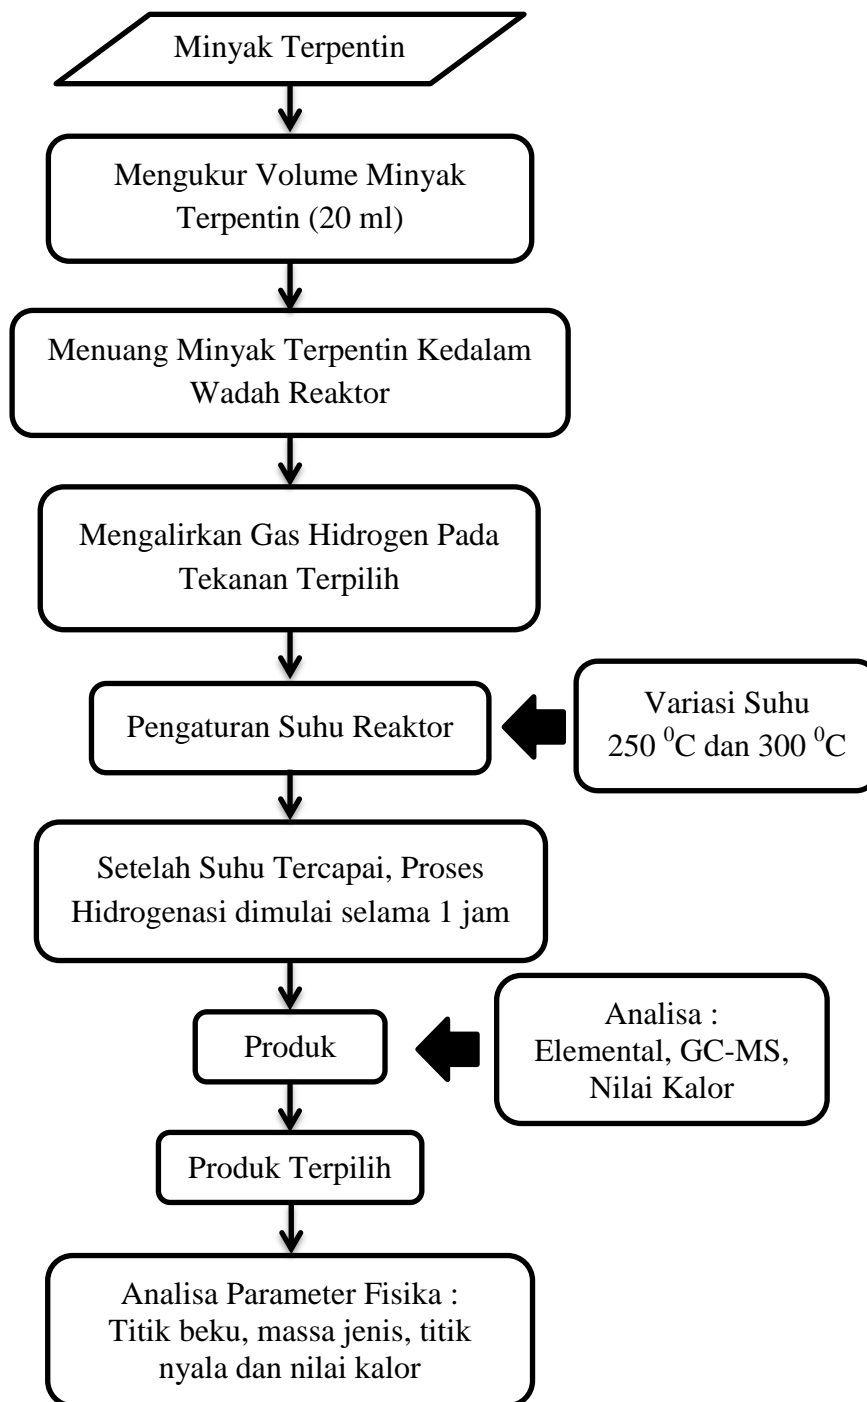 Minyak Terpentin
Mengukur Volume Minyak
Terpentin (20 ml)
Menuang Minyak Terpentin Kedalam
Wadah Reaktor
Mengalirkan Gas Hidrogen Pada
Tekanan Terpilih
Pengaturan Suhu Reaktor
Variasi Suhu
250 ⁰C dan 300 ⁰C
Setelah Suhu Tercapai, Proses
Hidrogenasi dimulai selama 1 jam
Produk
Analisa :
Elemental, GC-MS,
Nilai Kalor
Produk Terpilih
Analisa Parameter Fisika :
Titik beku, massa jenis, titik
nyala dan nilai kalor